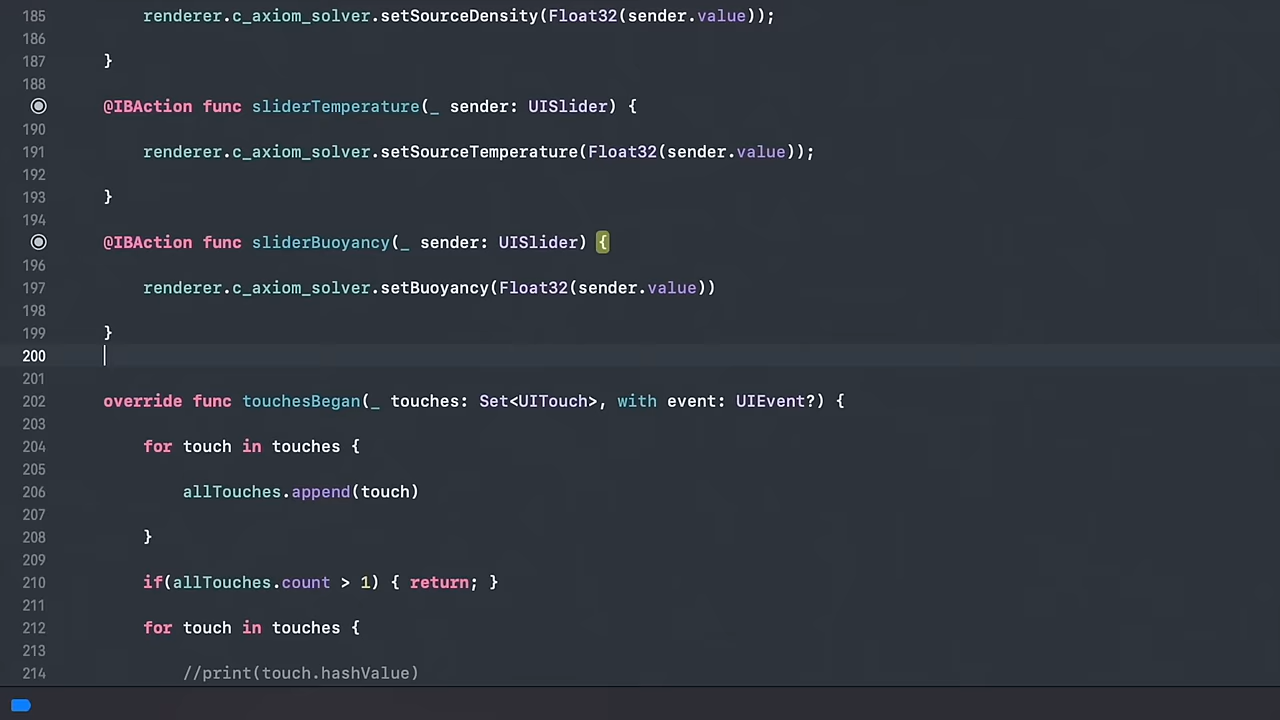 185 renderer.c_axiom_solver.setSourceDensity(Float32(sender.value));
186
187 }
188
@IBAction func sliderTemperature(_ sender: UISlider) {
190
191 renderer.c_axiom_solver.setSourceTemperature(Float32(sender.value));
192
193 }
194
@IBAction func sliderBuoyancy(_ sender: UISlider) {
196
197 renderer.c_axiom_solver.setBuoyancy(Float32(sender.value))
198
199 }
200
201
202 override func touchesBegan(_ touches: Set<UITouch>, with event: UIEvent?) {
203
204 for touch in touches {
205
206 allTouches.append(touch)
207
208 }
209
210 if(allTouches.count > 1) { return; }
211
212 for touch in touches {
213
214 //print(touch.hashValue)